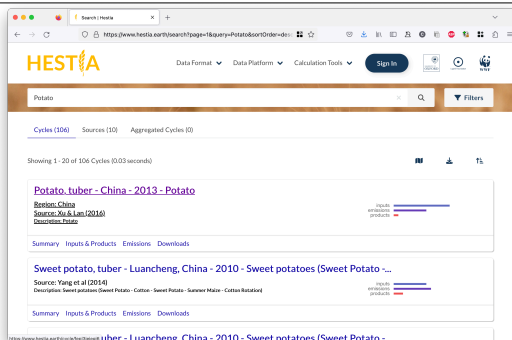 Search | Hestia
https://www.hestia.earth/search?page=1&query=Potato&sortOrder=des
HESTIA
Data Format
Data Platform
Calculation Tools
Sign In
WWF
Potato
Filters
Cycles (106)
Sources (10)
Aggregated Cycles (0)
Showing 1 - 20 of 106 Cycles (0.03 seconds)
Potato, tuber - China - 2013 - Potato
Region: China
Source: Xu & Lan (2016)
Description: Potato
inputs
emissions
products
Summary Inputs & Products Emissions Downloads
Sweet potato, tuber - Luancheng, China - 2010 - Sweet potatoes (Sweet Potato -...
Source: Yang et al (2014)
Description: Sweet potatoes (Sweet Potato - Cotton - Sweet Potato - Summer Maize - Cotton Rotation)
inputs
emissions
products
Summary Inputs & Products Emissions Downloads
uber - Luancheng, China - 2010 - Sweet potatoes (Sweet Potato -